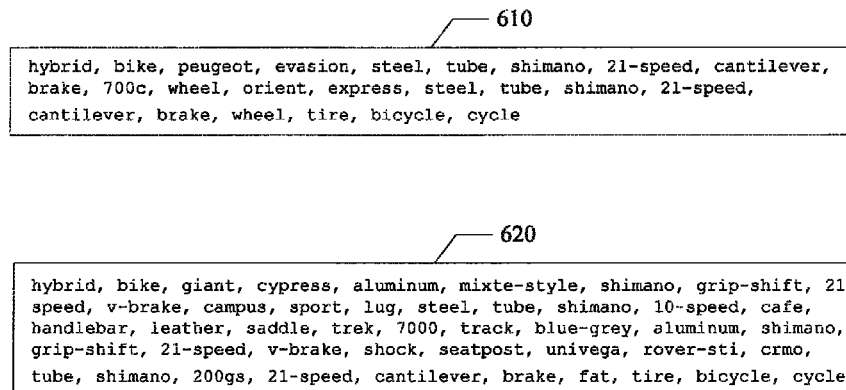 610
hybrid, bike, peugeot, evasion, steel, tube, shimano, 21-speed, cantilever,
brake, 700c, wheel, orient, express, steel, tube, shimano, 21-speed,
cantilever, brake, wheel, tire, bicycle, cycle
620
hybrid, bike, giant, cypress, aluminum, mixte-style, shimano, grip-shift, 21
speed, v-brake, campus, sport, lug, steel, tube, shimano, 10-speed, cafe,
handlebar, leather, saddle, trek, 7000, track, blue-grey, aluminum, shimano,
grip-shift, 21-speed, v-brake, shock, seatpost, univega, rover-sti, crmo,
tube, shimano, 200gs, 21-speed, cantilever, brake, fat, tire, bicycle, cycle